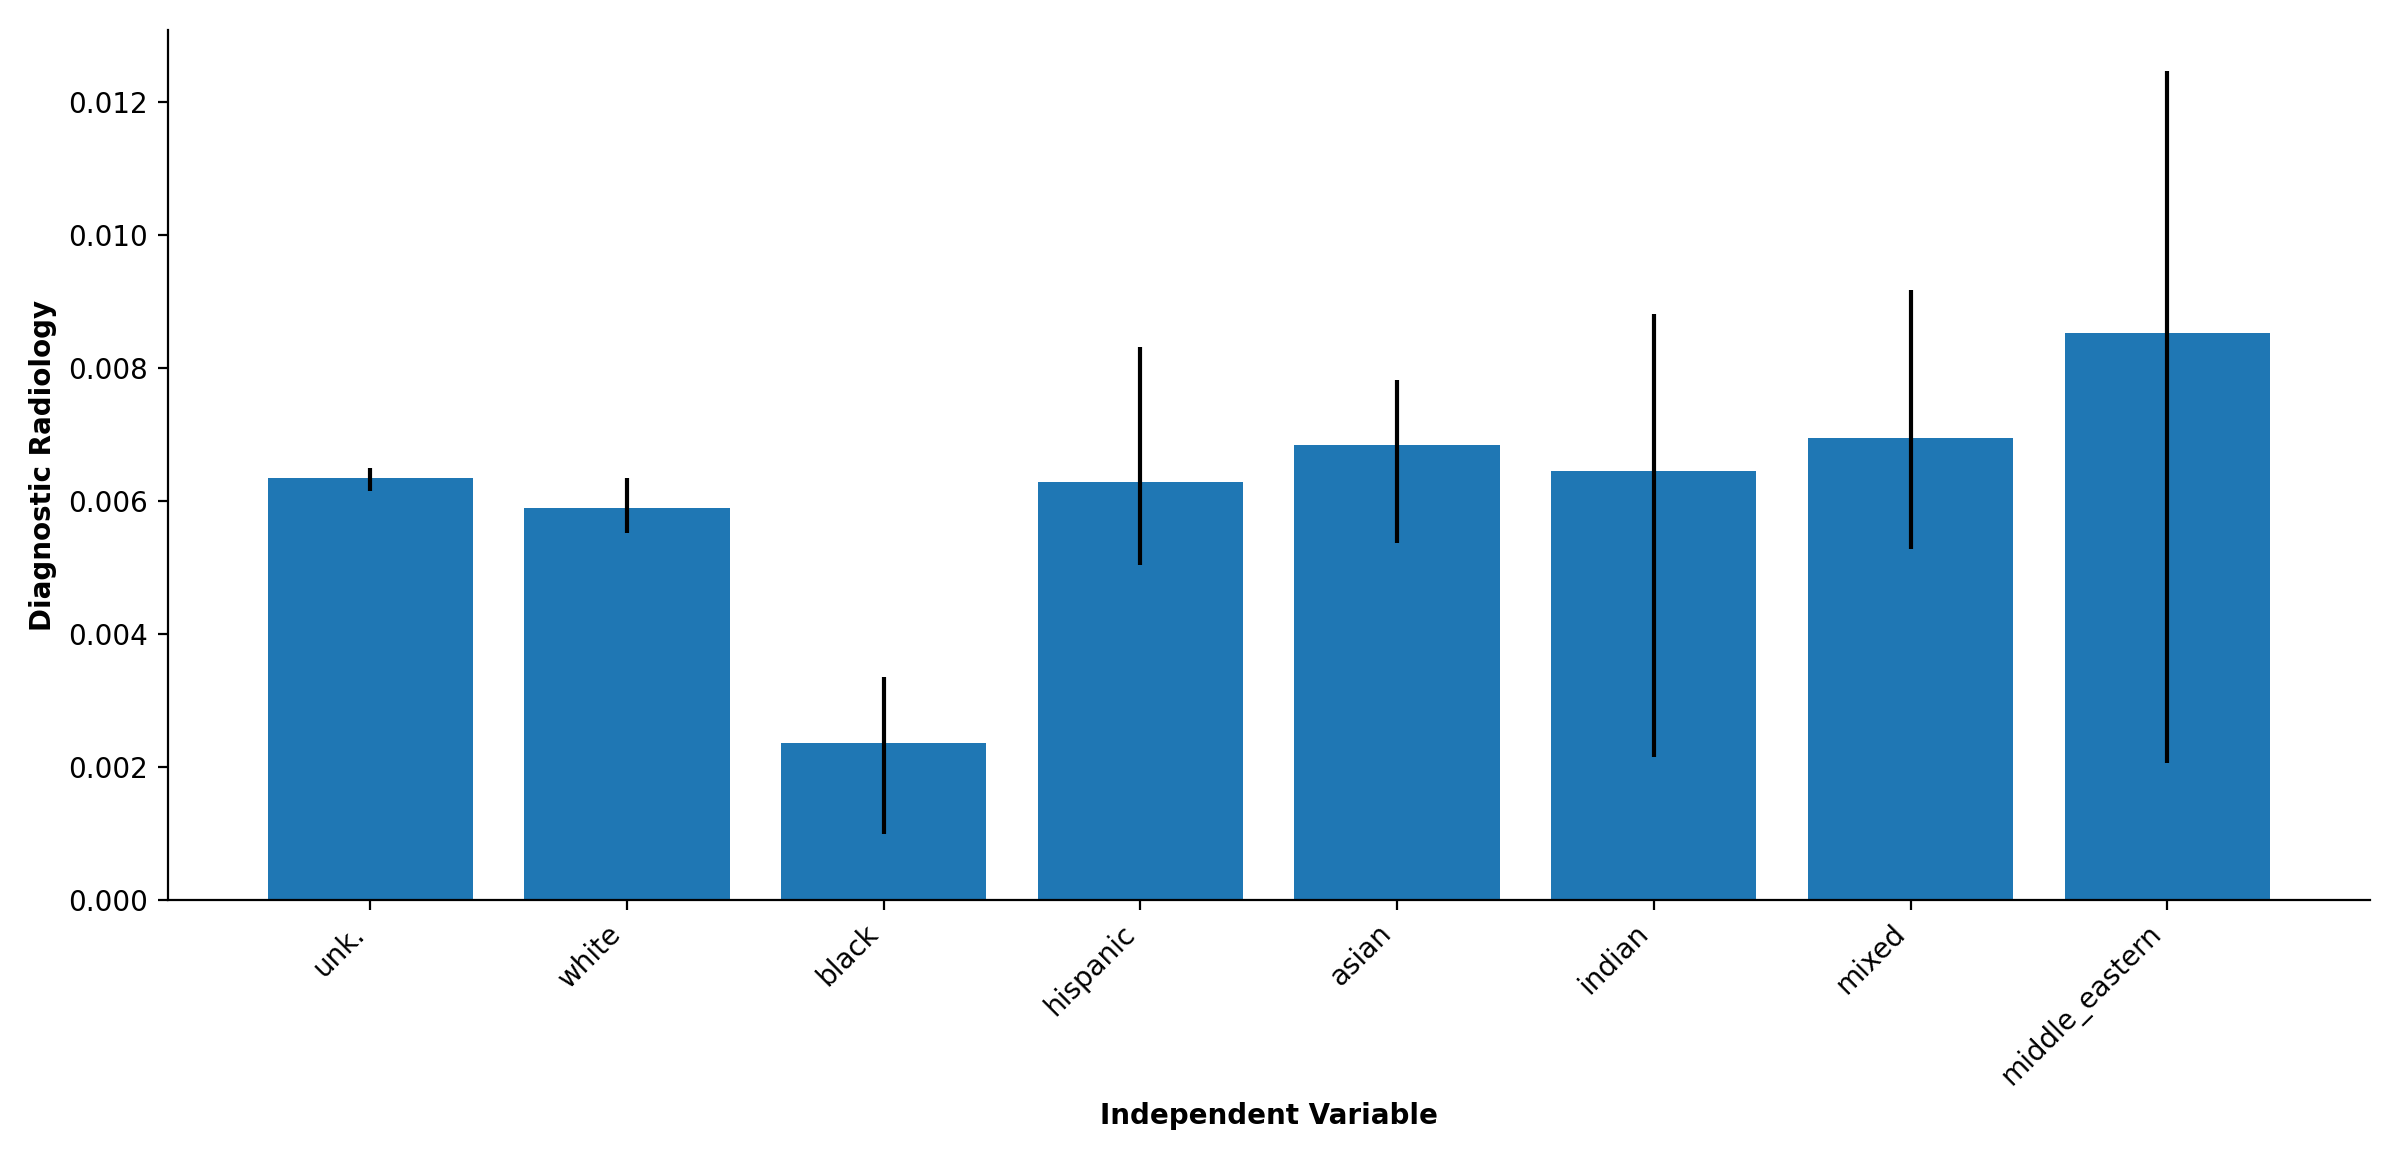 0.012
0.010
0.008
0.006
0.004
0.002
0.000
Diagnostic Radiology
unk.
white
black
hispanic
asian
indian
mixed
middle_eastern
Independent Variable